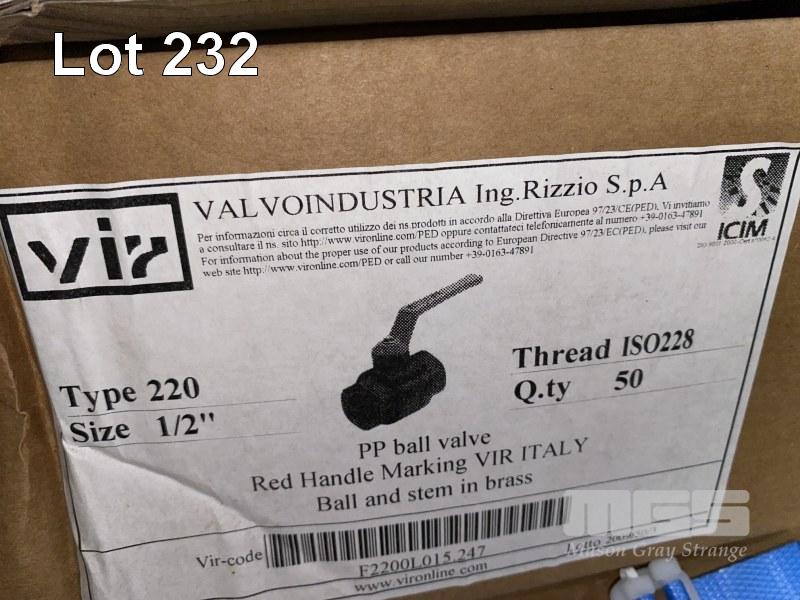 Lot 232
vir
VALVOINDUSTRIA Ing.Rizzio S.p.A
Per informazioni circa il corretto utilizzo dei ns.prodotti in accordo alla Direttiva Europea 97/23/CE(PED). Vi invitiamo
a consultare il ns. sito http://www.vironline.com/PED oppure contattateci telefonicamente al numero +39-0163-47891
For information about the proper use of our products according to European Directive 97/23/EC(PED), please visit our
web site http://www.vironline.com/PED or call our number +39-0163-47891
ICIM
Type 220
Size 1/2"
Thread ISO228
Q.ty 50
PP ball valve
Red Handle Marking VIR ITALY
Ball and stem in brass
Vir-code
F2200L015.247
www.vironline.com
Lotto
MGS
Mason Gray Strange